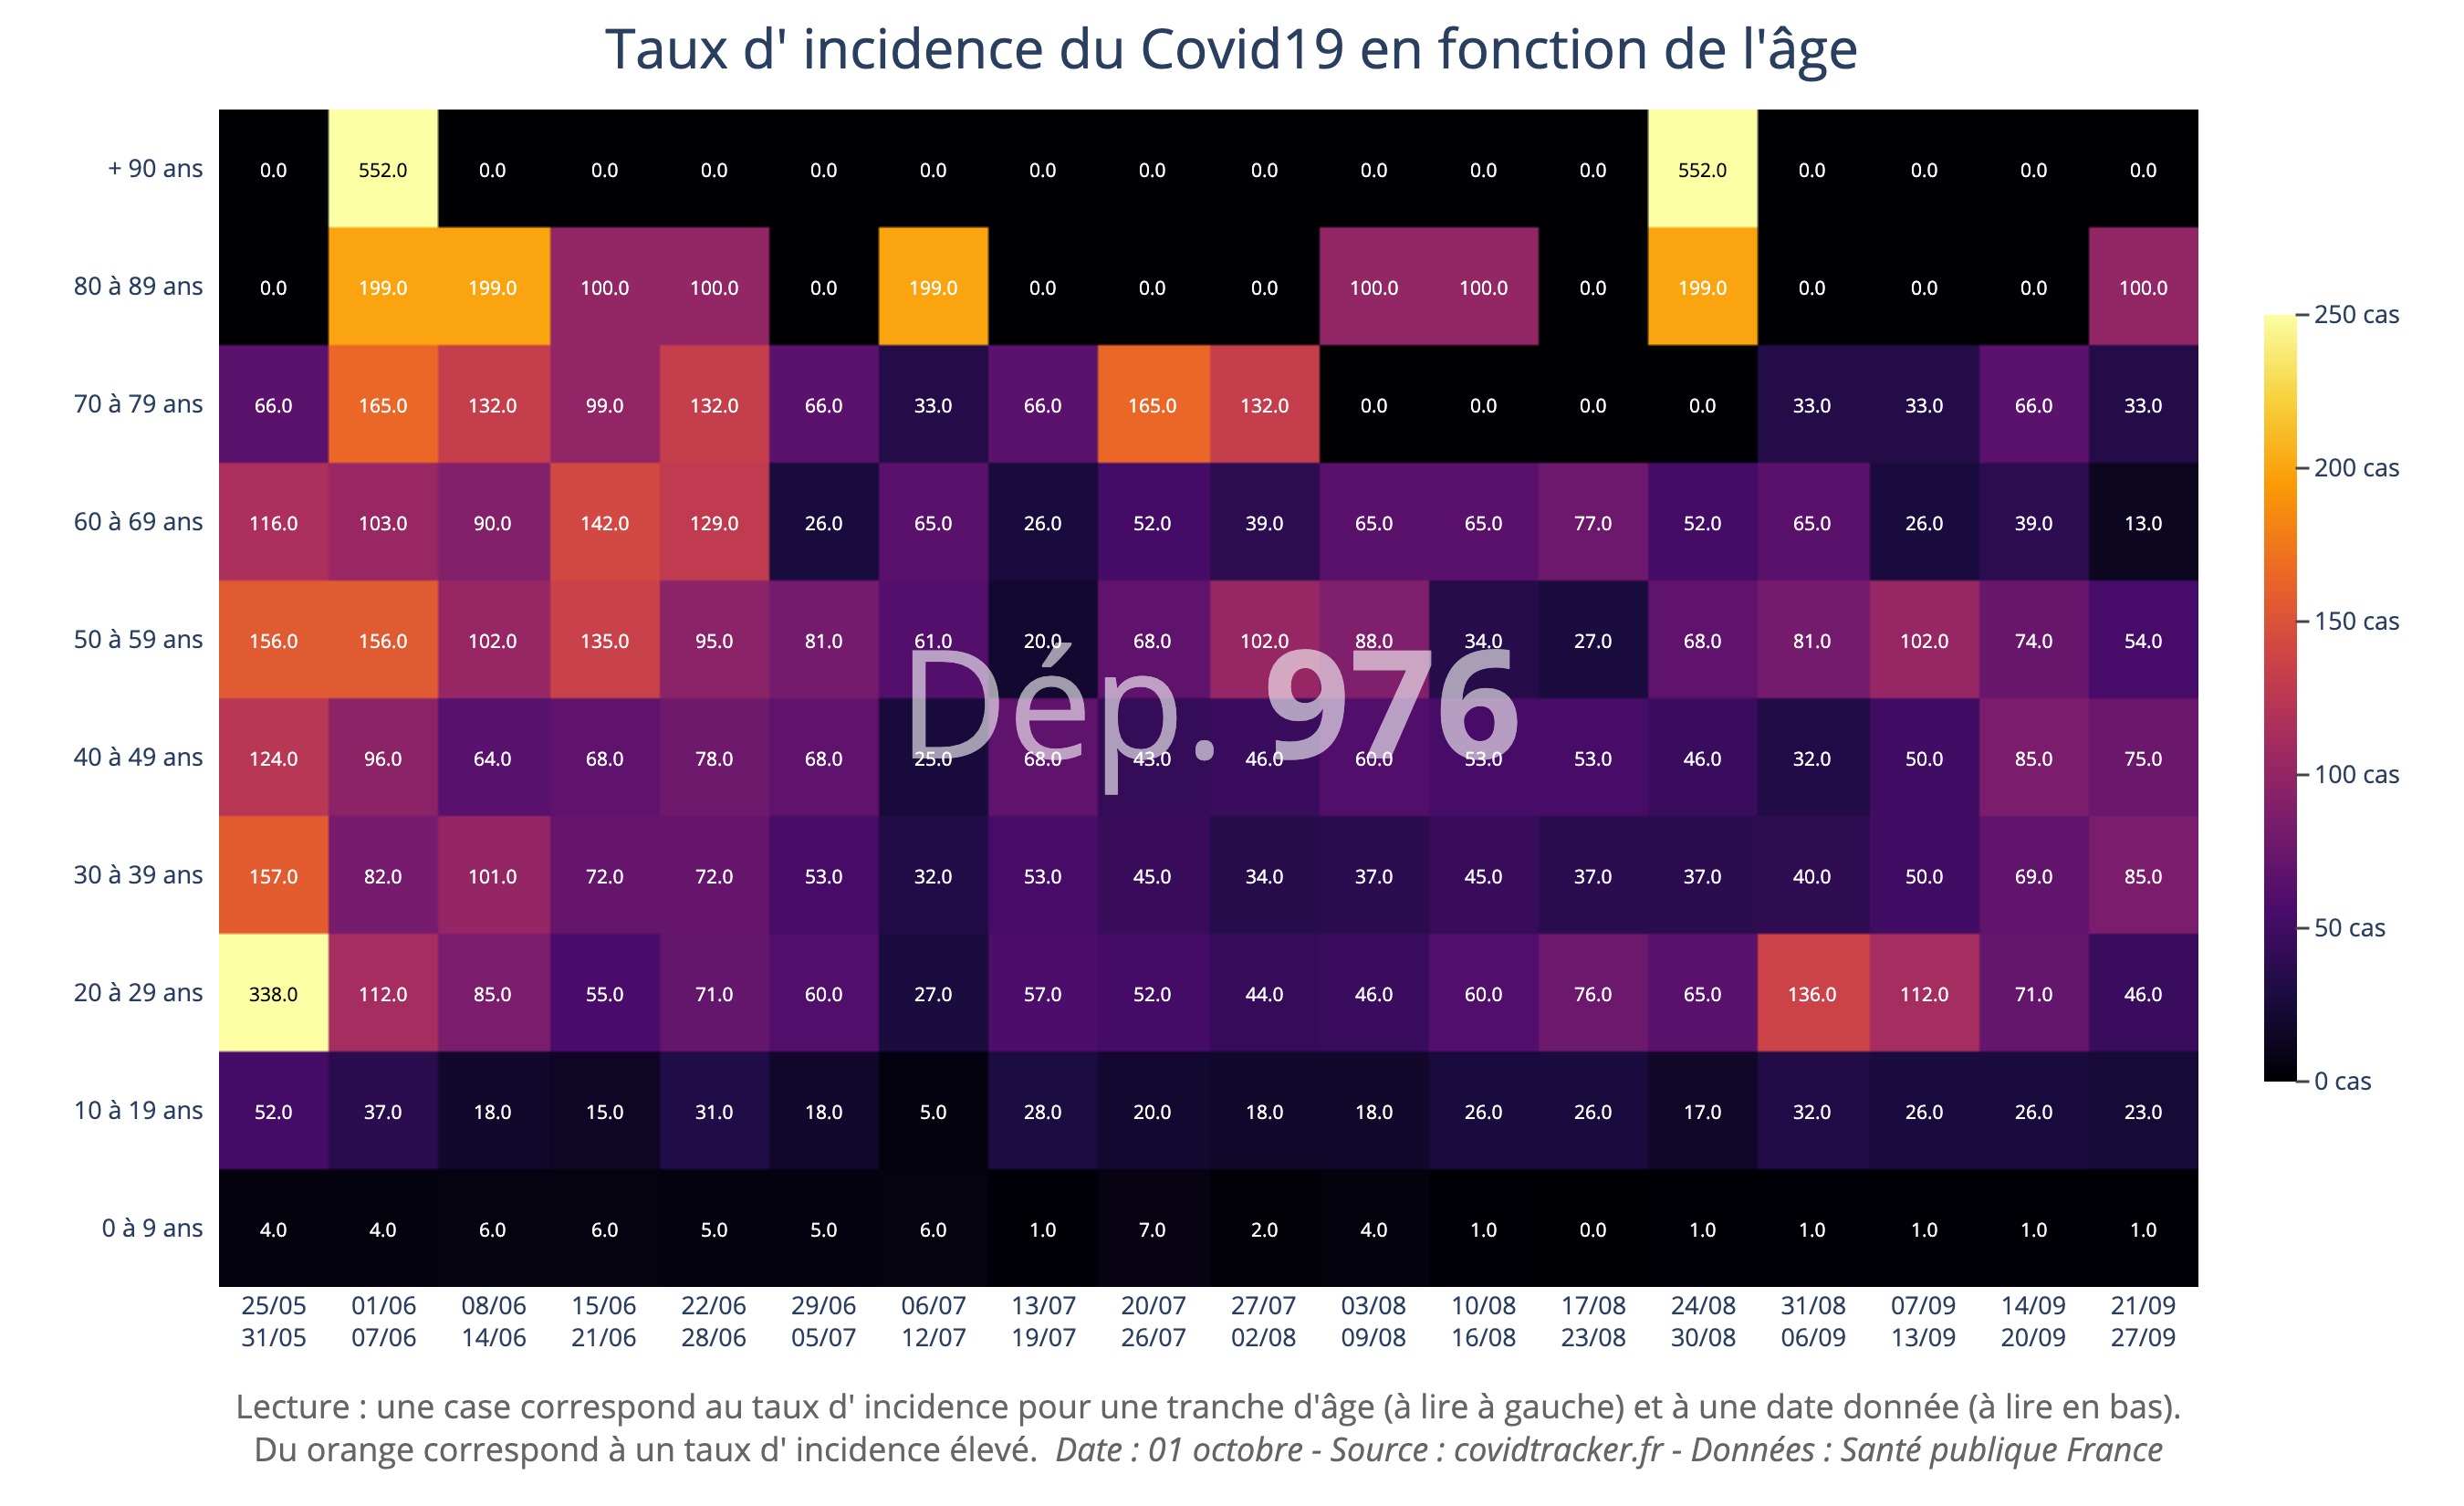 Taux d' incidence du Covid19 en fonction de l'âge
+ 90 ans 0.0 552.0 0.0 0.0 0.0 0.0 0.0 0.0 0.0 0.0 0.0 0.0 0.0 552.0 0.0 0.0 0.0 0.0
80 à 89 ans 0.0 199.0 199.0 100.0 100.0 0.0 199.0 0.0 0.0 0.0 100.0 100.0 0.0 199.0 0.0 0.0 0.0 100.0
250 cas
70 à 79 ans 66.0 165.0 132.0 99.0 132.0 66.0 33.0 66.0 165.0 132.0 0.0 0.0 0.0 0.0 33.0 33.0 66.0 33.0
200 cas
60 à 69 ans 116.0 103.0 90.0 142.0 129.0 26.0 65.0 26.0 52.0 39.0 65.0 65.0 77.0 52.0 65.0 26.0 39.0 13.0
150 cas
50 à 59 ans 156.0 156.0 102.0 135.0 95.0 81.0 61.0 20.0 68.0 102.0 88.0 34.0 27.0 68.0 81.0 102.0 74.0 54.0
Dép. 976
40 à 49 ans 124.0 96.0 64.0 68.0 78.0 68.0 25.0 68.0 43.0 46.0 60.0 53.0 53.0 46.0 32.0 50.0 85.0 75.0
100 cas
30 à 39 ans 157.0 82.0 101.0 72.0 72.0 53.0 32.0 53.0 45.0 34.0 37.0 45.0 37.0 37.0 40.0 50.0 69.0 85.0
50 cas
20 à 29 ans 338.0 112.0 85.0 55.0 71.0 60.0 27.0 57.0 52.0 44.0 46.0 60.0 76.0 65.0 136.0 112.0 71.0 46.0
0 cas
10 à 19 ans 52.0 37.0 18.0 15.0 31.0 18.0 5.0 28.0 20.0 18.0 18.0 26.0 26.0 17.0 32.0 26.0 26.0 23.0
0 à 9 ans 4.0 4.0 6.0 6.0 5.0 5.0 6.0 1.0 7.0 2.0 4.0 1.0 0.0 1.0 1.0 1.0 1.0 1.0
25/05 01/06 08/06 15/06 22/06 29/06 06/07 13/07 20/07 27/07 03/08 10/08 17/08 24/08 31/08 07/09 14/09 21/09
31/05 07/06 14/06 21/06 28/06 05/07 12/07 19/07 26/07 02/08 09/08 16/08 23/08 30/08 06/09 13/09 20/09 27/09
Lecture : une case correspond au taux d' incidence pour une tranche d'âge (à lire à gauche) et à une date donnée (à lire en bas).
Du orange correspond à un taux d' incidence élevé. Date : 01 octobre - Source : covidtracker.fr - Données : Santé publique France